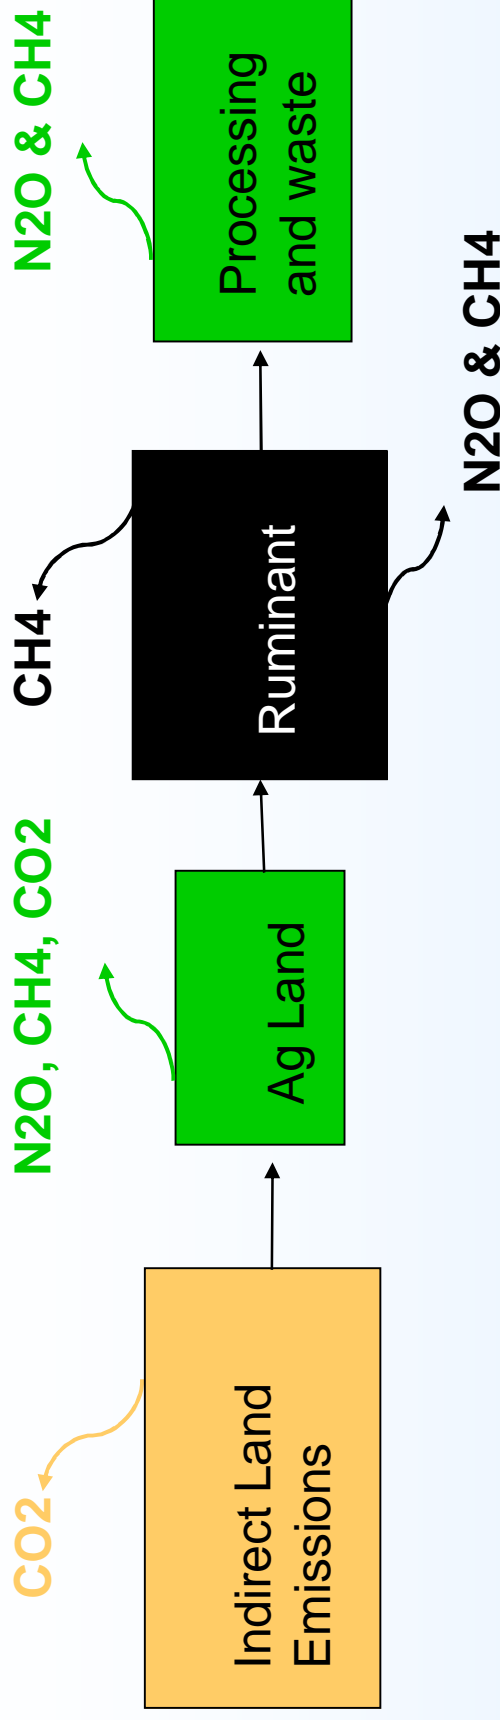 CO2
N2O, CH4, CO2
CH4
N2O & CH4
Indirect Land
Emissions
Ag Land
Ruminant
Processing
and waste
N2O & CH4